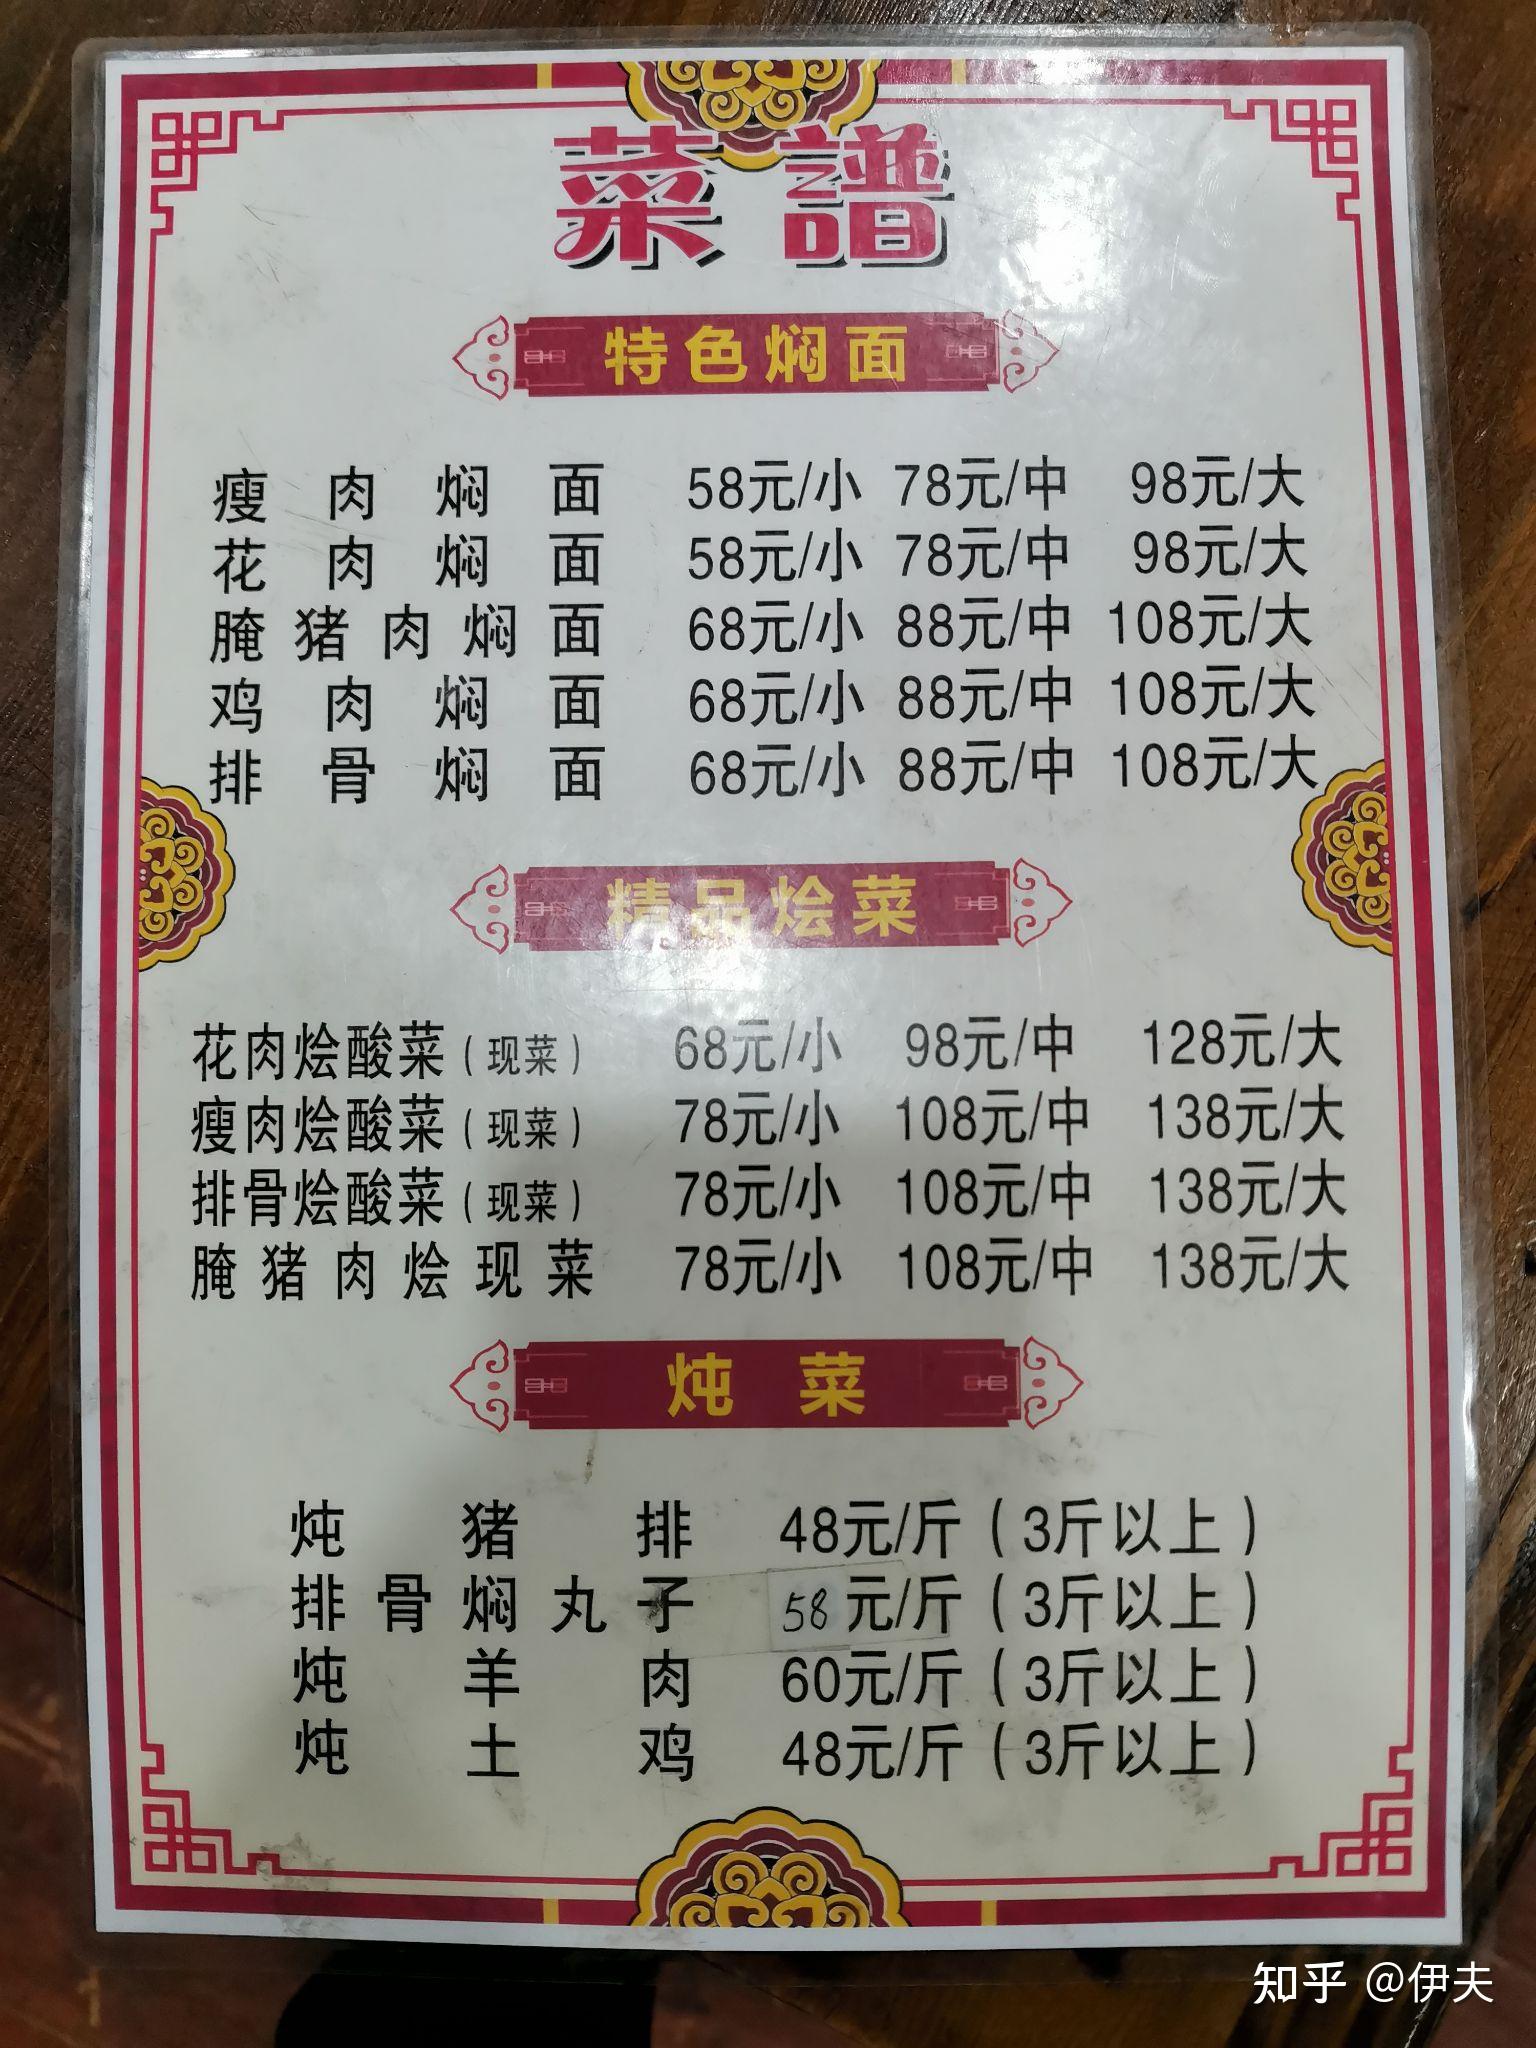 菜譜
特色焖面
瘦肉焖面 58元/小 78元/中 98元/大
花肉焖面 58元/小 78元/中 98元/大
腌猪肉焖面 68元/小 88元/中 108元/大
鸡肉焖面 68元/小 88元/中 108元/大
排骨焖面 68元/小 88元/中 108元/大
精品烩菜
花肉烩酸菜（现菜） 68元/小 98元/中 128元/大
瘦肉烩酸菜（现菜） 78元/小 108元/中 138元/大
排骨烩酸菜（现菜） 78元/小 108元/中 138元/大
腌猪肉烩现菜 78元/小 108元/中 138元/大
炖菜
炖猪排 48元/斤（3斤以上）
排骨焖丸子 58元/斤（3斤以上）
炖羊肉 60元/斤（3斤以上）
炖土鸡 48元/斤（3斤以上）
知乎 @伊夫